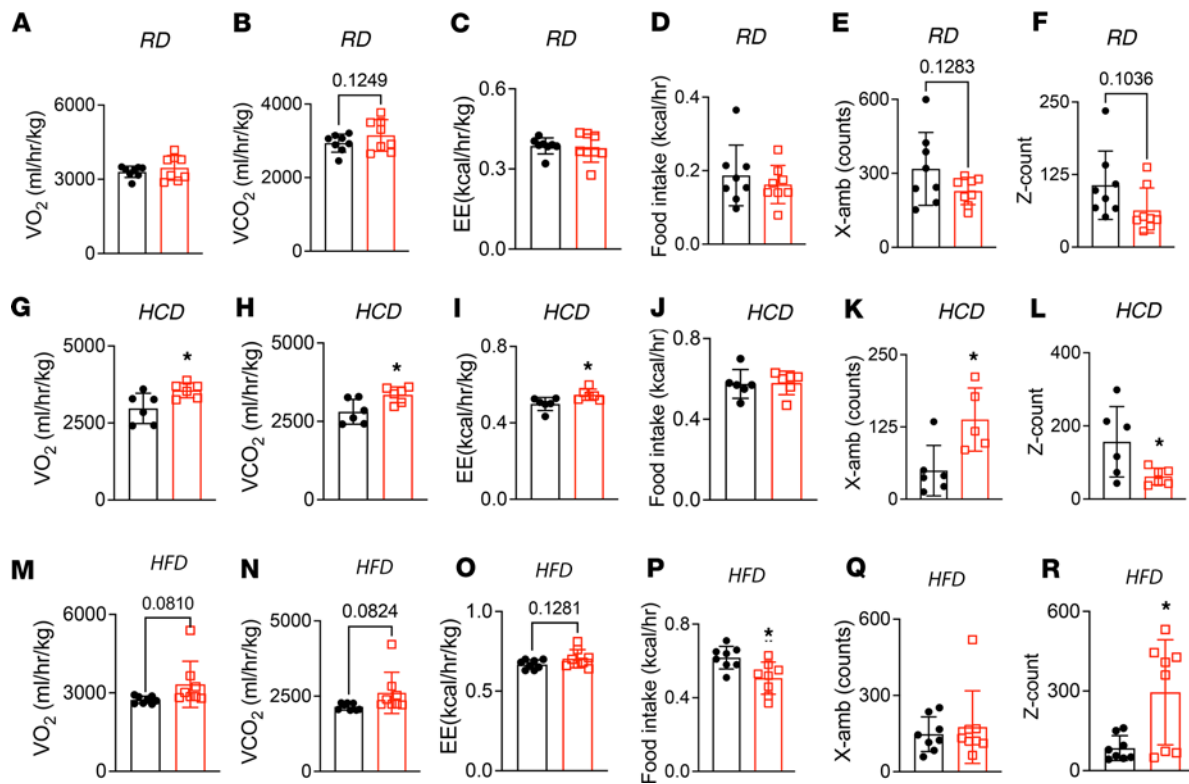 A
RD
VO2 (ml/hr/kg)
6000
3000
0
B
RD
0.1249
VCO2 (ml/hr/kg)
4000
2000
0
C
RD
EE(kcal/hr/kg)
0.6
0.3
0.0
D
RD
Food intake (kcal/hr)
0.4
0.2
0.0
E
RD
0.1283
X-amb (counts)
600
300
0
F
RD
0.1036
Z-count
250
125
0
G
HCD
VO2 (ml/hr/kg)
5000
2500
0
*
H
HCD
VCO2 (ml/hr/kg)
5000
2500
0
*
I
HCD
EE(kcal/hr/kg)
0.8
0.4
0.0
*
J
HCD
Food intake (kcal/hr)
0.8
0.4
0.0
K
HCD
X-amb (counts)
250
125
0
*
L
HCD
Z-count
400
200
0
*
M
HFD
0.0810
VO2 (ml/hr/kg)
6000
3000
0
N
HFD
0.0824
VCO2 (ml/hr/kg)
5000
2500
0
O
HFD
0.1281
EE(kcal/hr/kg)
1.0
0.5
0.0
P
HFD
Food intake (kcal/hr)
0.8
0.4
0.0
*
Q
HFD
X-amb (counts)
600
300
0
R
HFD
Z-count
600
300
0
*